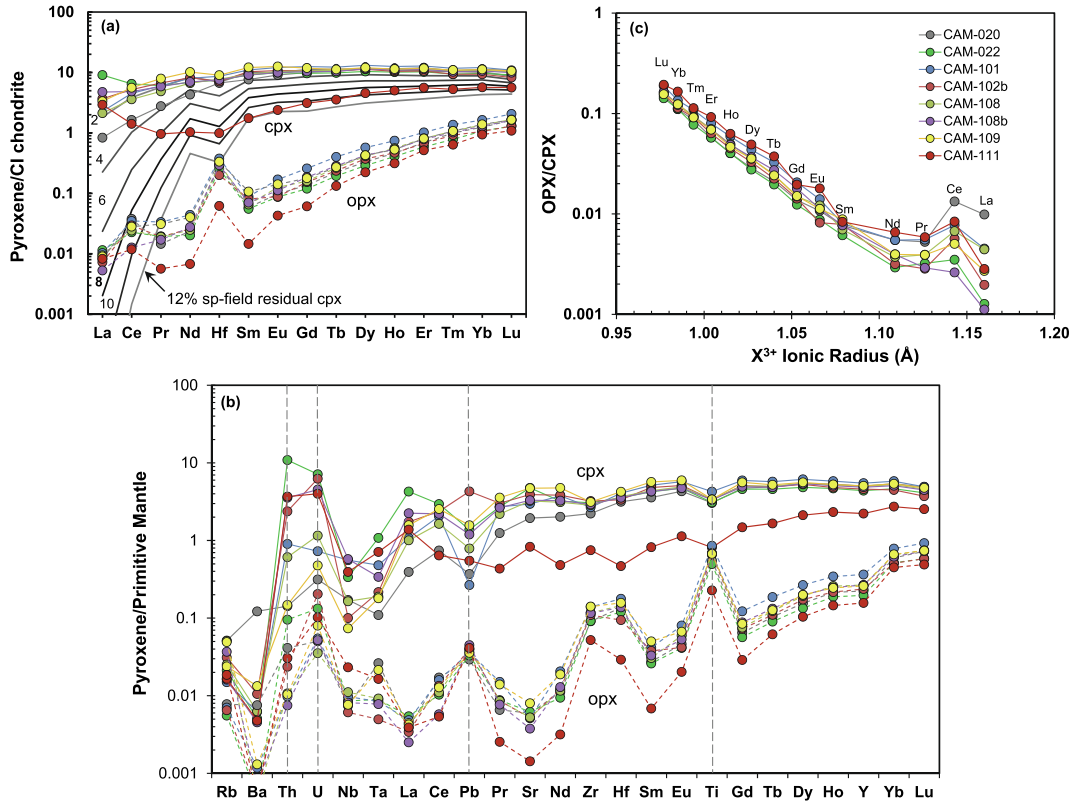 (a)
100
10
1
0.1
0.01
0.001
Pyroxene/CI chondrite
2
4
6
8
10
cpx
opx
12% sp-field residual cpx
La Ce Pr Nd Hf Sm Eu Gd Tb Dy Ho Er Tm Yb Lu
(c)
1
0.1
0.01
0.001
OPX/CPX
Lu
Yb
Tm
Er
Ho
Dy
Tb
Gd
Eu
Sm
Nd
Pr
Ce
La
CAM-020
CAM-022
CAM-101
CAM-102b
CAM-108
CAM-108b
CAM-109
CAM-111
0.95 1.00 1.05 1.10 1.15 1.20
X³⁺ Ionic Radius (Å)
(b)
100
10
1
0.1
0.01
0.001
Pyroxene/Primitive Mantle
cpx
opx
Rb Ba Th U Nb Ta La Ce Pb Pr Sr Nd Zr Hf Sm Eu Ti Gd Tb Dy Ho Y Er Yb Lu